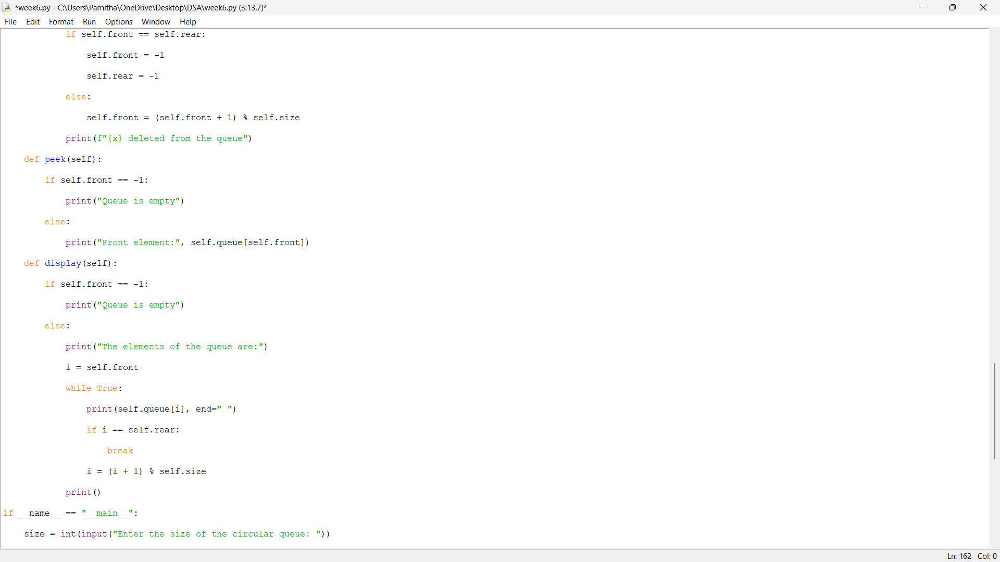 *week6.py - C:\Users\Parnitha\OneDrive\Desktop\DSA\week6.py (3.13.7)*
File Edit Format Run Options Window Help
            if self.front == self.rear:
                self.front = -1
                self.rear = -1
            else:
                self.front = (self.front + 1) % self.size
            print(f"{x} deleted from the queue")
    def peek(self):
        if self.front == -1:
            print("Queue is empty")
        else:
            print("Front element:", self.queue[self.front])
    def display(self):
        if self.front == -1:
            print("Queue is empty")
        else:
            print("The elements of the queue are:")
            i = self.front
            while True:
                print(self.queue[i], end=" ")
                if i == self.rear:
                    break
                i = (i + 1) % self.size
            print()
if __name__ == "__main__":
    size = int(input("Enter the size of the circular queue: "))
Ln: 162 Col: 0